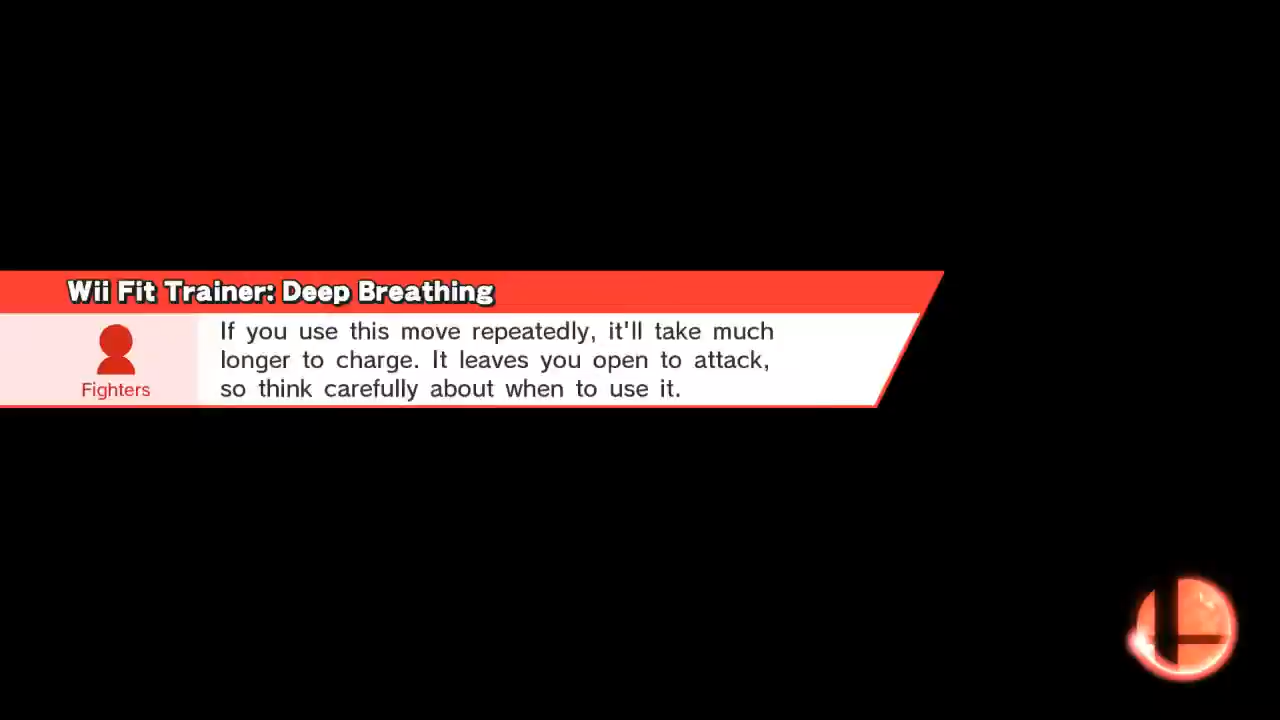 Wii Fit Trainer: Deep Breathing
If you use this move repeatedly, it'll take much
longer to charge. It leaves you open to attack,
so think carefully about when to use it.
Fighters